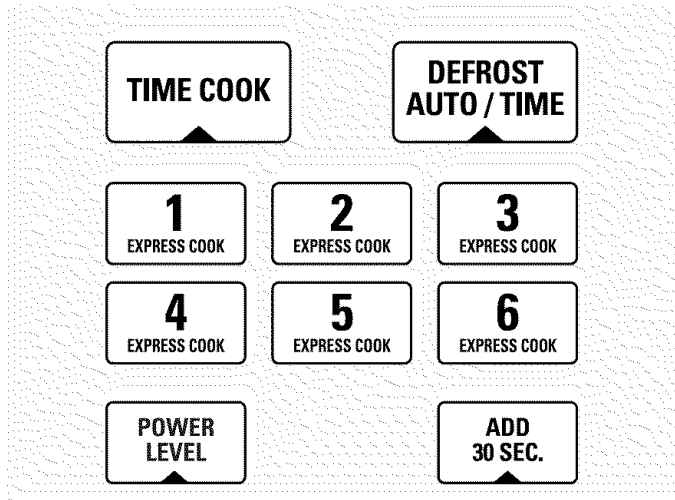 TIME COOK
DEFROST
AUTO / TIME
1
EXPRESS COOK
2
EXPRESS COOK
3
EXPRESS COOK
4
EXPRESS COOK
5
EXPRESS COOK
6
EXPRESS COOK
POWER
LEVEL
ADD
30 SEC.